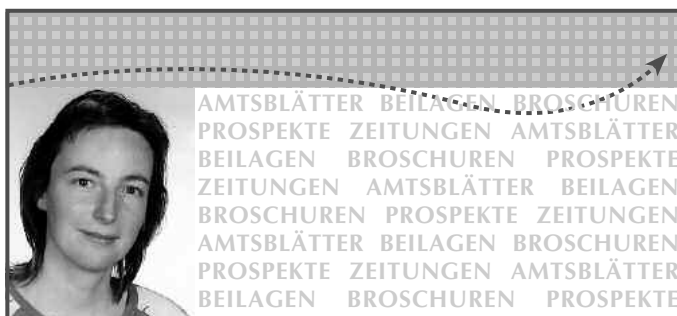 AMTSBLÄTTER BEILAGEN BROSCHUREN
PROSPEKTE ZEITUNGEN AMTSBLÄTTER
BEILAGEN BROSCHUREN PROSPEKTE
ZEITUNGEN AMTSBLÄTTER BEILAGEN
BROSCHUREN PROSPEKTE ZEITUNGEN
AMTSBLÄTTER BEILAGEN BROSCHUREN
PROSPEKTE ZEITUNGEN AMTSBLÄTTER
BEILAGEN BROSCHUREN PROSPEKTE